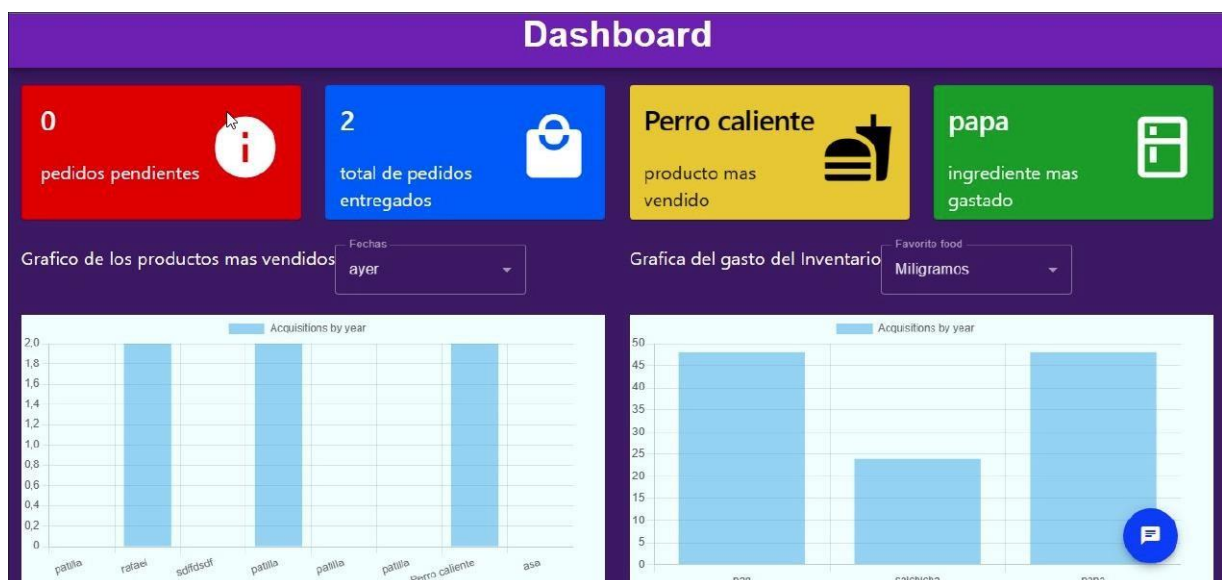 Dashboard
0
pedidos pendientes
2
total de pedidos
entregados
Perro caliente
producto mas
vendido
papa
ingrediente mas
gastado
Grafico de los productos mas vendidos
Fechas
ayer
Grafica del gasto del Inventario
Favorito food
Miligramos
Acquisitions by year
2,0
1,8
1,6
1,4
1,2
1,0
0,8
0,6
0,4
0,2
0
patilla
rafael
sdffdsdf
patilla
patilla
patilla
Perro caliente
asa
Acquisitions by year
50
45
40
35
30
25
20
15
10
5
0
pan
salchicha
papa